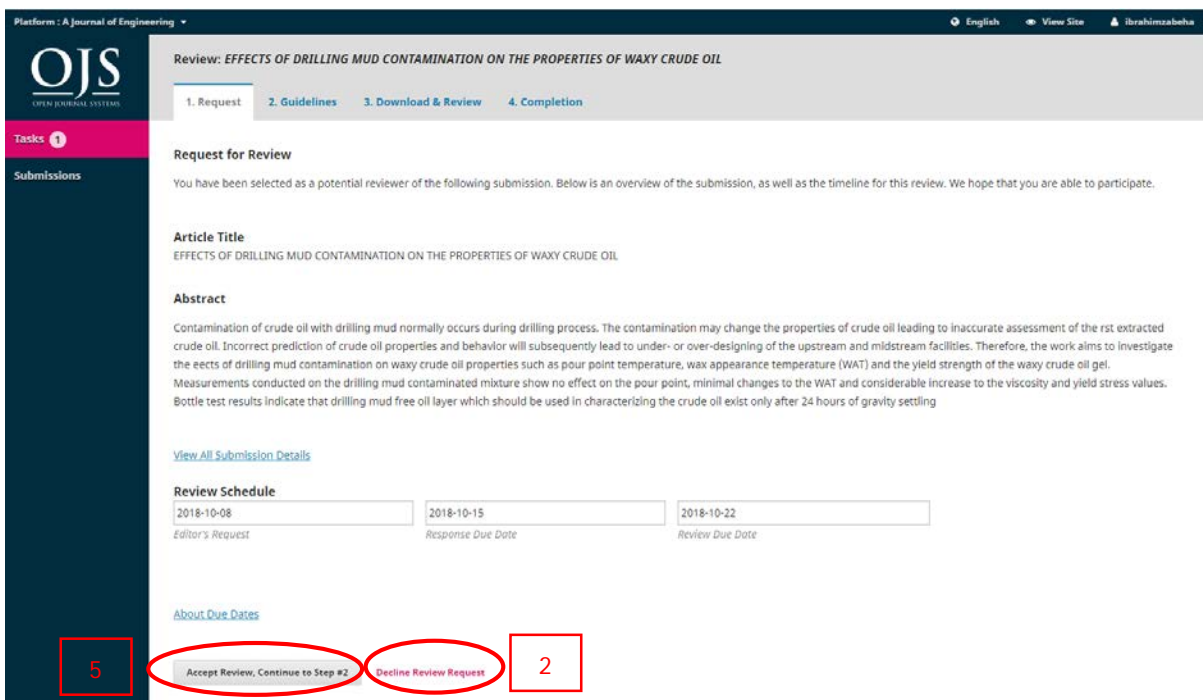 Platform : A Journal of Engineering
English
View Site
ibrahimzabeha
OJS
OPEN JOURNAL SYSTEMS
Tasks 1
Submissions
Review: EFFECTS OF DRILLING MUD CONTAMINATION ON THE PROPERTIES OF WAXY CRUDE OIL
1. Request 2. Guidelines 3. Download & Review 4. Completion
Request for Review
You have been selected as a potential reviewer of the following submission. Below is an overview of the submission, as well as the timeline for this review. We hope that you are able to participate.
Article Title
EFFECTS OF DRILLING MUD CONTAMINATION ON THE PROPERTIES OF WAXY CRUDE OIL
Abstract
Contamination of crude oil with drilling mud normally occurs during drilling process. The contamination may change the properties of crude oil leading to inaccurate assessment of the rst extracted
crude oil. Incorrect prediction of crude oil properties and behavior will subsequently lead to under- or over-designing of the upstream and midstream facilities. Therefore, the work aims to investigate
the eects of drilling mud contamination on waxy crude oil properties such as pour point temperature, wax appearance temperature (WAT) and the yield strength of the waxy crude oil gel.
Measurements conducted on the drilling mud contaminated mixture show no effect on the pour point, minimal changes to the WAT and considerable increase to the viscosity and yield stress values.
Bottle test results indicate that drilling mud free oil layer which should be used in characterizing the crude oil exist only after 24 hours of gravity settling
View All Submission Details
Review Schedule
2018-10-08 2018-10-15 2018-10-22
Editor's Request Response Due Date Review Due Date
About Due Dates
5 Accept Review, Continue to Step #2 Decline Review Request 2